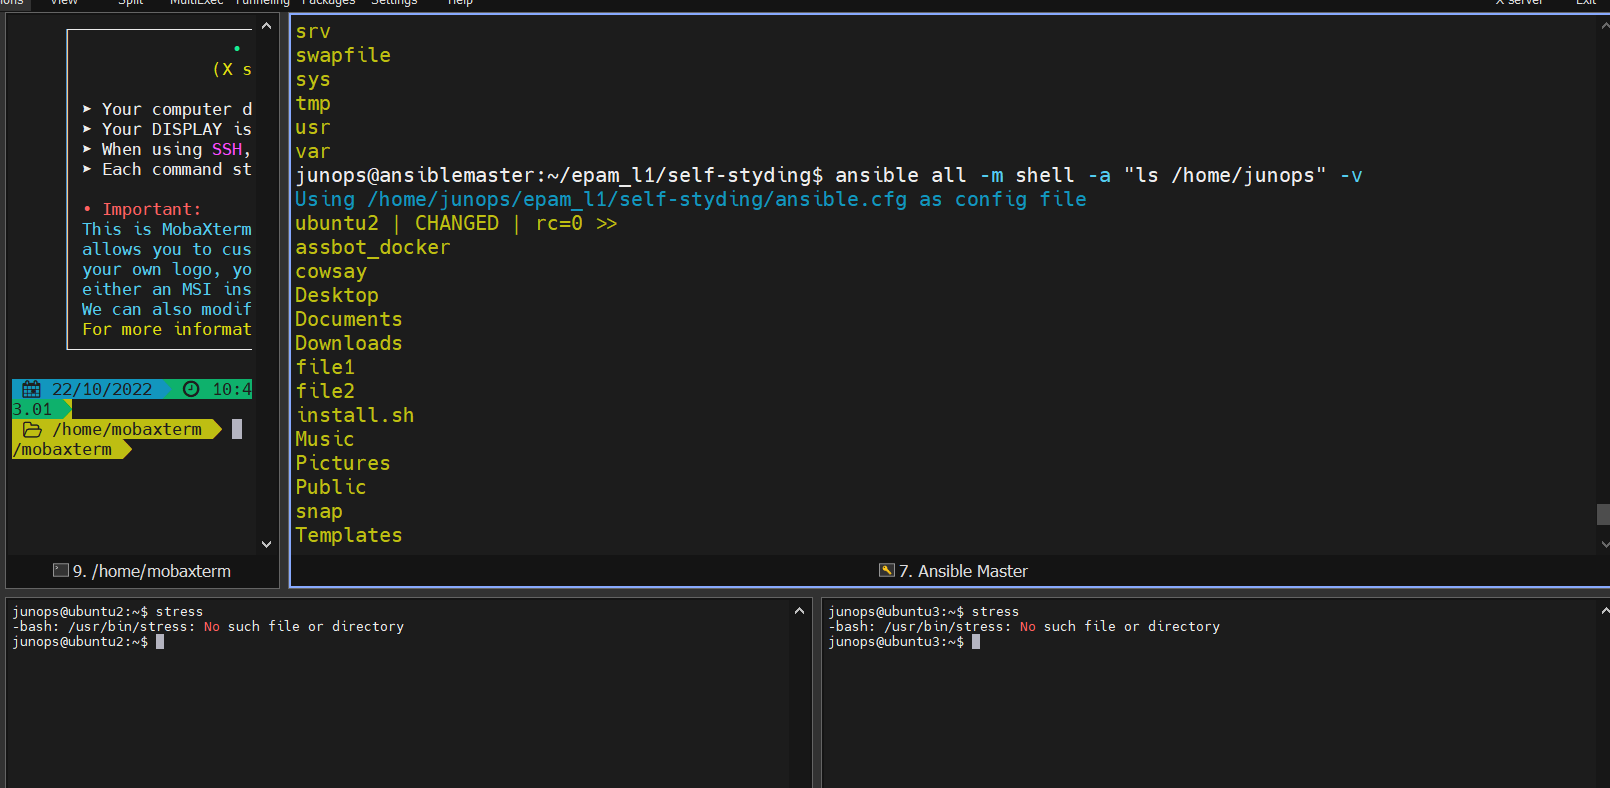 View Split MultiExec Tunneling Packages Settings Help X server Exit
(X s
➤ Your computer d
➤ Your DISPLAY is
➤ When using SSH,
➤ Each command st
• Important:
This is MobaXterm
allows you to cus
your own logo, yo
either an MSI ins
We can also modif
For more informat
22/10/2022 10:4
3.01
/home/mobaxterm
/mobaxterm
9. /home/mobaxterm
srv
swapfile
sys
tmp
usr
var
junops@ansiblemaster:~/epam_l1/self-styding$ ansible all -m shell -a "ls /home/junops" -v
Using /home/junops/epam_l1/self-styding/ansible.cfg as config file
ubuntu2 | CHANGED | rc=0 >>
assbot_docker
cowsay
Desktop
Documents
Downloads
file1
file2
install.sh
Music
Pictures
Public
snap
Templates
7. Ansible Master
junops@ubuntu2:~$ stress
-bash: /usr/bin/stress: No such file or directory
junops@ubuntu2:~$
junops@ubuntu3:~$ stress
-bash: /usr/bin/stress: No such file or directory
junops@ubuntu3:~$